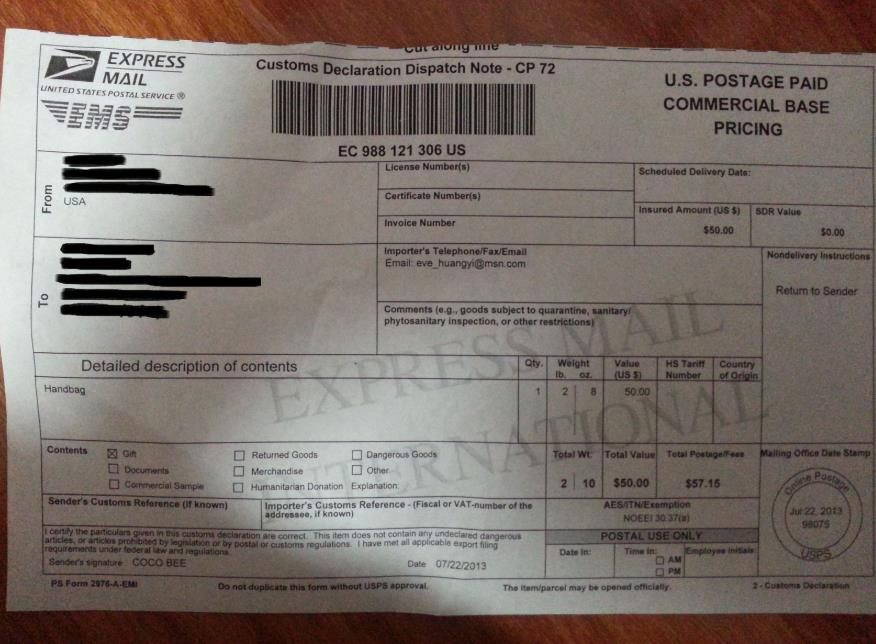 Cut along line
EXPRESS
MAIL
UNITED STATES POSTAL SERVICE ®
EMS
Customs Declaration Dispatch Note - CP 72
EC 988 121 306 US
U.S. POSTAGE PAID
COMMERCIAL BASE
PRICING
From
USA
License Number(s)
Certificate Number(s)
Invoice Number
Scheduled Delivery Date:
Insured Amount (US $) SDR Value
$50.00 $0.00
To
Importer's Telephone/Fax/Email
Email: eve_huangyi@msn.com
Comments (e.g., goods subject to quarantine, sanitary/
phytosanitary inspection, or other restrictions)
Nondelivery Instructions
Return to Sender
EXPRESS MAIL
INTERNATIONAL
Detailed description of contents Qty. Weight Value HS Tariff Country
lb. oz. (US $) Number of Origin
Handbag 1 2 8 50.00
Contents
Gift Returned Goods Dangerous Goods
Documents Merchandise Other
Commercial Sample Humanitarian Donation Explanation:
Total Wt. Total Value Total Postage/Fees
2 10 $50.00 $57.15
Mailing Office Date Stamp
Online Postage
Jul 22, 2013
98075
USPS
Sender's Customs Reference (If known)
Importer's Customs Reference - (Fiscal or VAT-number of the
addressee, if known)
AES/ITN/Exemption
NOEEI 30.37(a)
I certify the particulars given in this customs declaration are correct. This item does not contain any undeclared dangerous
articles, or articles prohibited by legislation or by postal or customs regulations. I have met all applicable export filing
requirements under federal law and regulations.
Sender's signature COCO BEE Date 07/22/2013
POSTAL USE ONLY
Date In: Time In: Employee Initials:
AM
PM
PS Form 2976-A-EMI Do not duplicate this form without USPS approval. The item/parcel may be opened officially. 2 - Customs Declaration